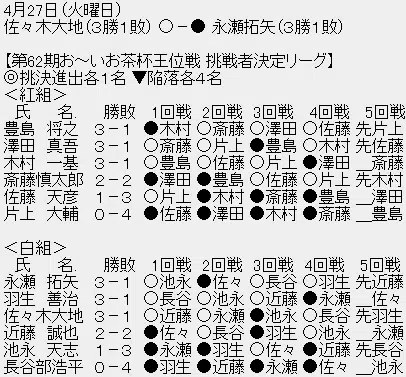 4月27日(火曜日)
佐々木大地(3勝1敗) ○−● 永瀬拓矢(3勝1敗)
【第62期お〜いお茶杯王位戦 挑戦者決定リーグ】
◎挑決進出各1名 ▼陥落各4名
<紅組>
氏　名.　勝敗　1回戦　2回戦　3回戦　4回戦　5回戦
豊島　将之　3-1　●木村　○斎藤　○澤田　○佐藤　先片上
澤田　真吾　3-1　○斎藤　○片上　●豊島　○木村　先佐藤
木村　一基　3-1　○豊島　○佐藤　○片上　●澤田　__斎藤
斎藤慎太郎　2-2　●澤田　●豊島　○佐藤　○片上　先木村
佐藤　天彦　1-3　○片上　●木村　●斎藤　●豊島　__澤田
片上　大輔　0-4　●佐藤　●澤田　●木村　●斎藤　__豊島
<白組>
氏　名.　勝敗　1回戦　2回戦　3回戦　4回戦　5回戦
永瀬　拓矢　3-1　○池永　●佐々　○長谷　○羽生　先近藤
羽生　善治　3-1　○長谷　○池永　○近藤　●永瀬　__佐々
佐々木大地　3-1　○近藤　○永瀬　●池永　○長谷　先羽生
近藤　誠也　2-2　●佐々　○長谷　●羽生　○池永　__永瀬
池永　天志　1-3　●永瀬　●羽生　○佐々　●近藤　先長谷
長谷部浩平　0-4　●羽生　●近藤　●永瀬　●佐々　__池永